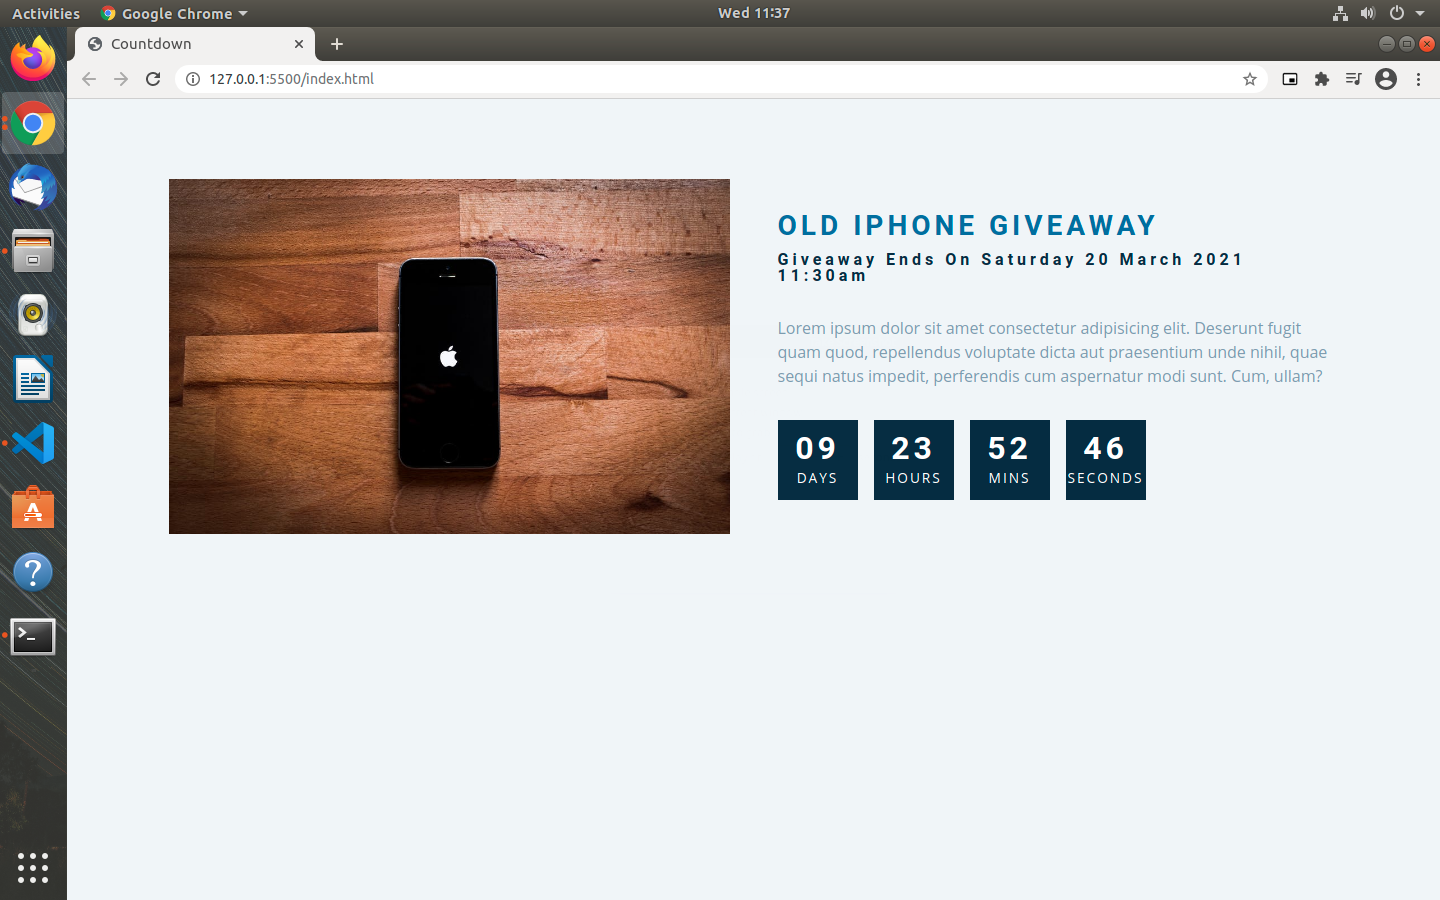 Activities
Google Chrome
Wed 11:37
Countdown
127.0.0.1:5500/index.html
OLD IPHONE GIVEAWAY
Giveaway Ends On Saturday 20 March 2021
11:30am
Lorem ipsum dolor sit amet consectetur adipisicing elit. Deserunt fugit
quam quod, repellendus voluptate dicta aut praesentium unde nihil, quae
sequi natus impedit, perferendis cum aspernatur modi sunt. Cum, ullam?
09 23 52 46
DAYS HOURS MINS SECONDS